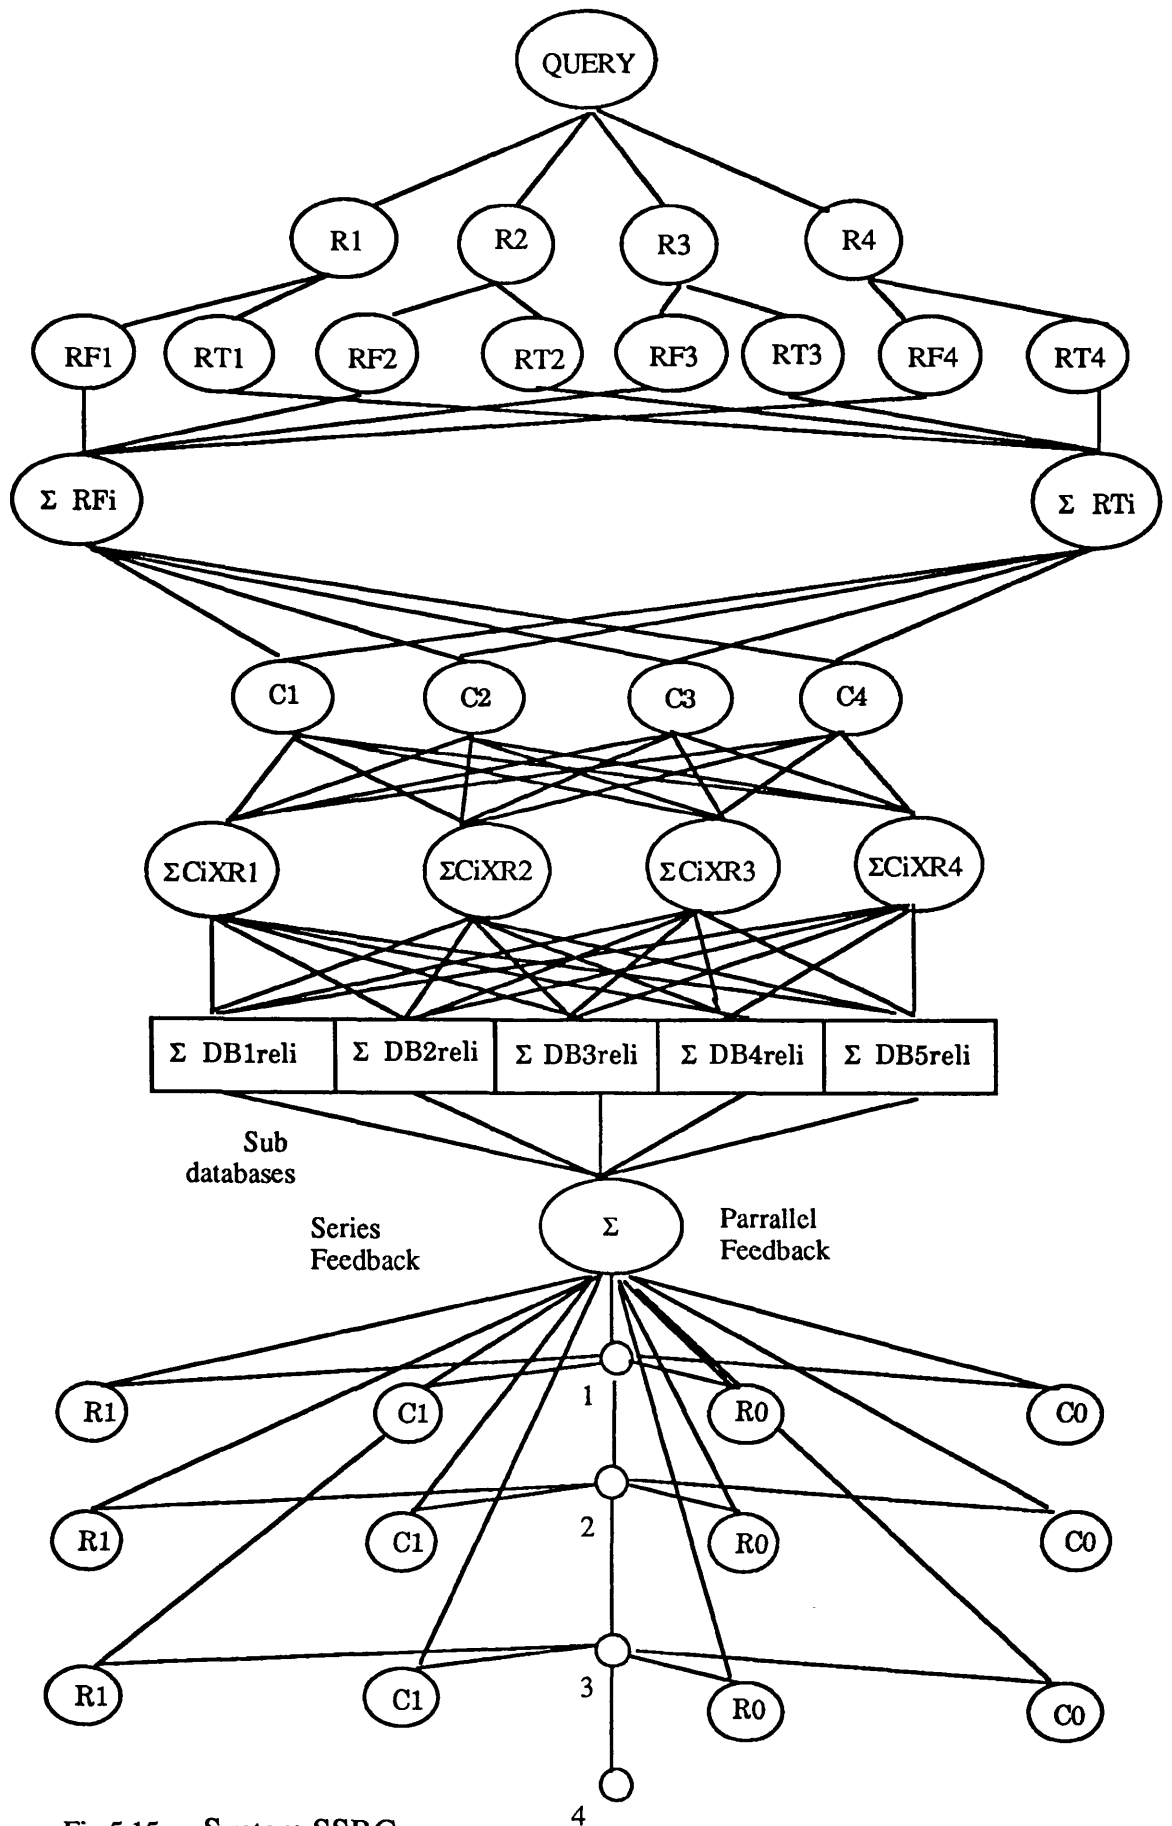 QUERY
R1 R2 R3 R4
RF1 RT1 RF2 RT2 RF3 RT3 RF4 RT4
Σ RFi Σ RTi
C1 C2 C3 C4
ΣCiXR1 ΣCiXR2 ΣCiXR3 ΣCiXR4
Σ DB1reli Σ DB2reli Σ DB3reli Σ DB4reli Σ DB5reli
Sub
databases
Series
Feedback
Σ
Parrallel
Feedback
1
R1 C1 R0 C0
2
R1 C1 R0 C0
3
R1 C1 R0 C0
4
Fig 5.15 System SSRC